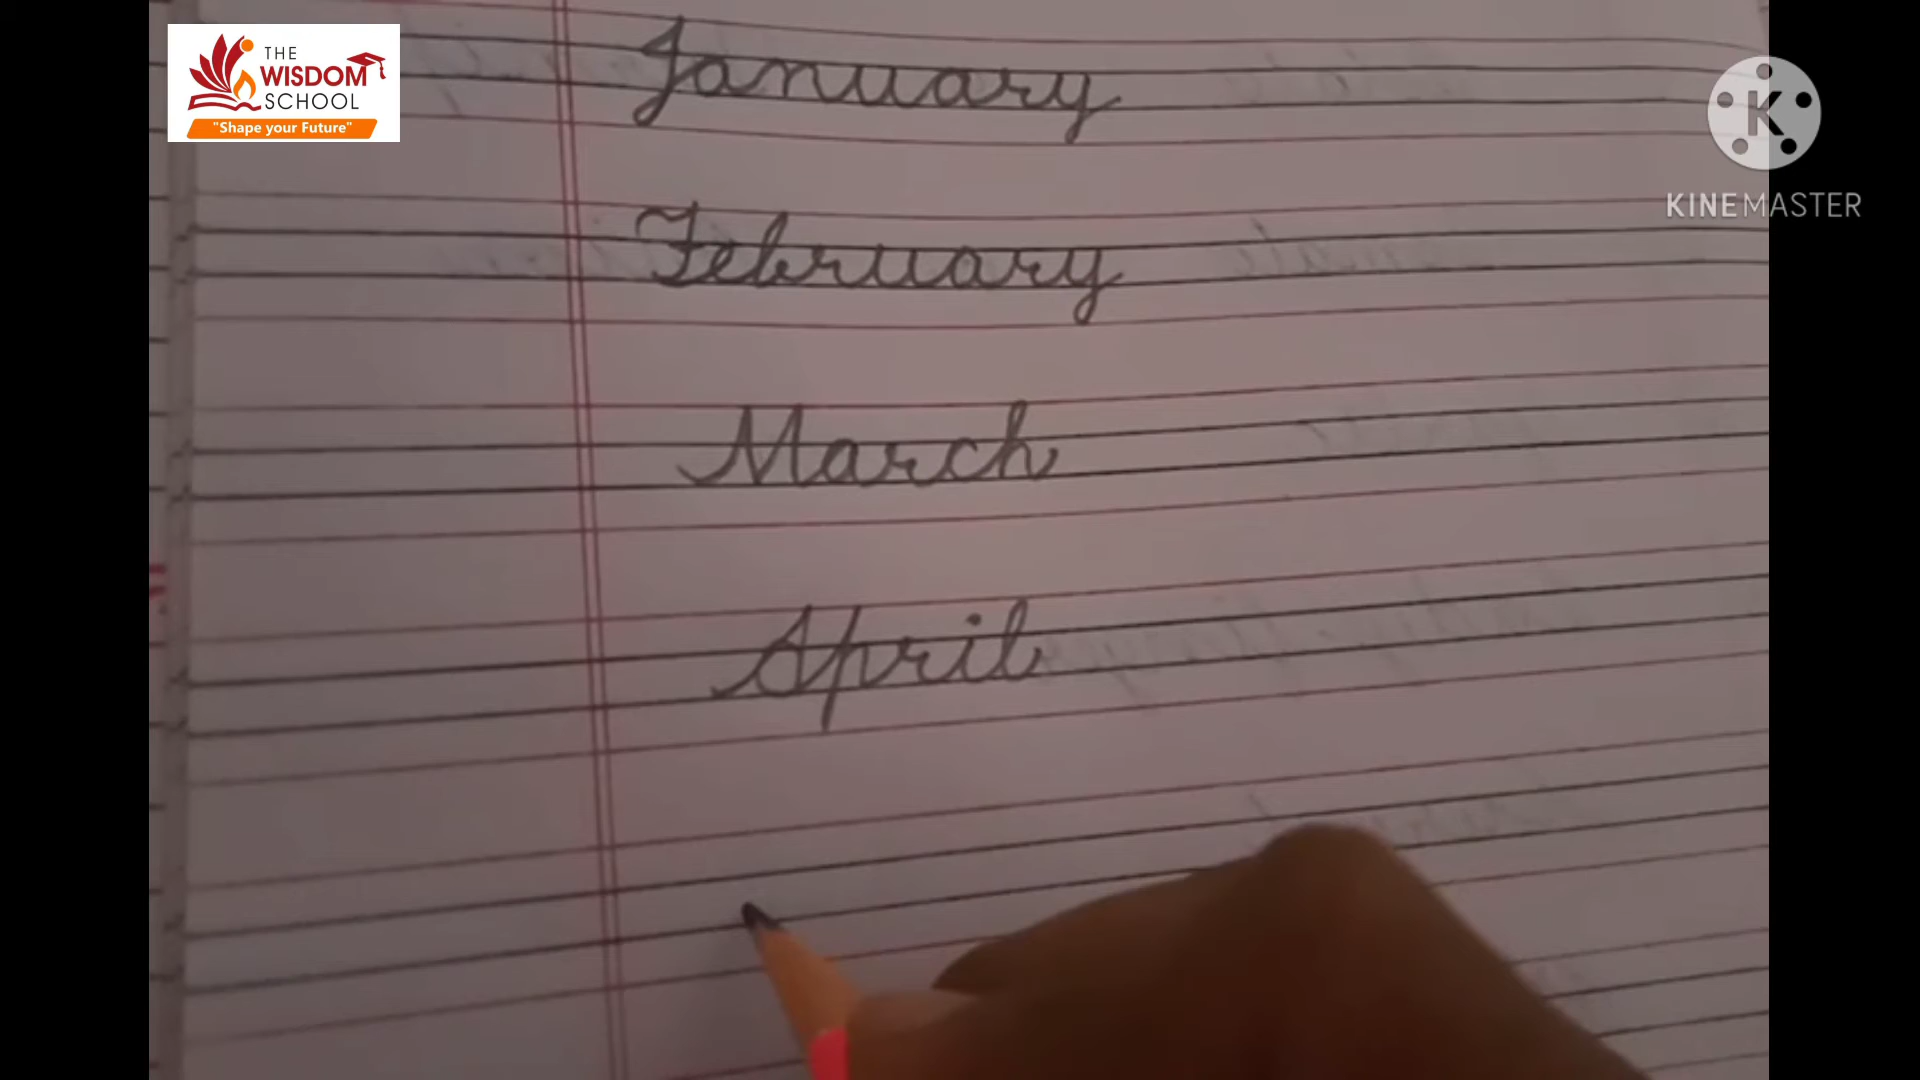 THE
WISDOM
SCHOOL
"Shape your Future"
K
KINEMASTER
January
February
March
April